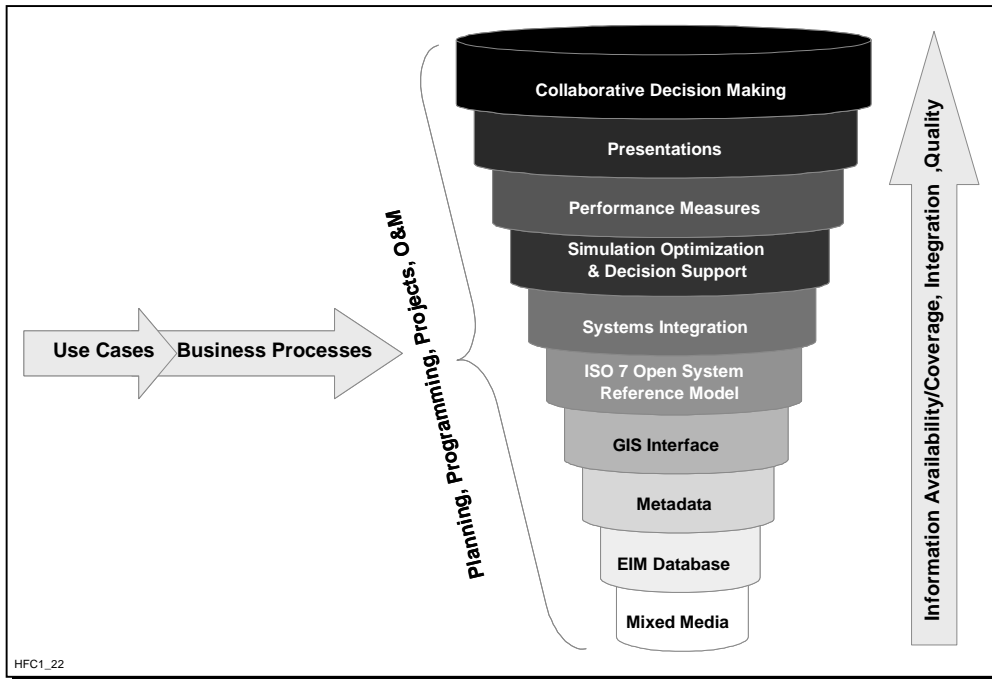 Collaborative Decision Making
Presentations
Performance Measures
Simulation Optimization
& Decision Support
Systems Integration
ISO 7 Open System
Reference Model
GIS Interface
Metadata
EIM Database
Mixed Media
Use Cases
Business Processes
Planning, Programming, Projects, O&M
Information Availability/Coverage, Integration ,Quality
HFC1_22